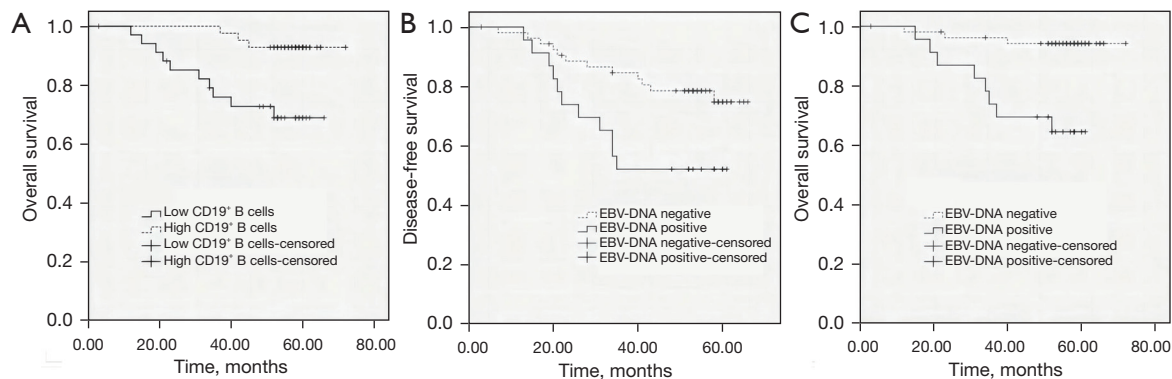 A
Overall survival
1.0
0.8
0.6
0.4
0.2
0.0
Low CD19⁺ B cells
High CD19⁺ B cells
Low CD19⁺ B cells-censored
High CD19⁺ B cells-censored
0.00 20.00 40.00 60.00 80.00
Time, months
B
Disease-free survival
1.0
0.8
0.6
0.4
0.2
0.0
EBV-DNA negative
EBV-DNA positive
EBV-DNA negative-censored
EBV-DNA positive-censored
0.00 20.00 40.00 60.00
Time, months
C
Overall survival
1.0
0.8
0.6
0.4
0.2
0.0
EBV-DNA negative
EBV-DNA positive
EBV-DNA negative-censored
EBV-DNA positive-censored
0.00 20.00 40.00 60.00 80.00
Time, months